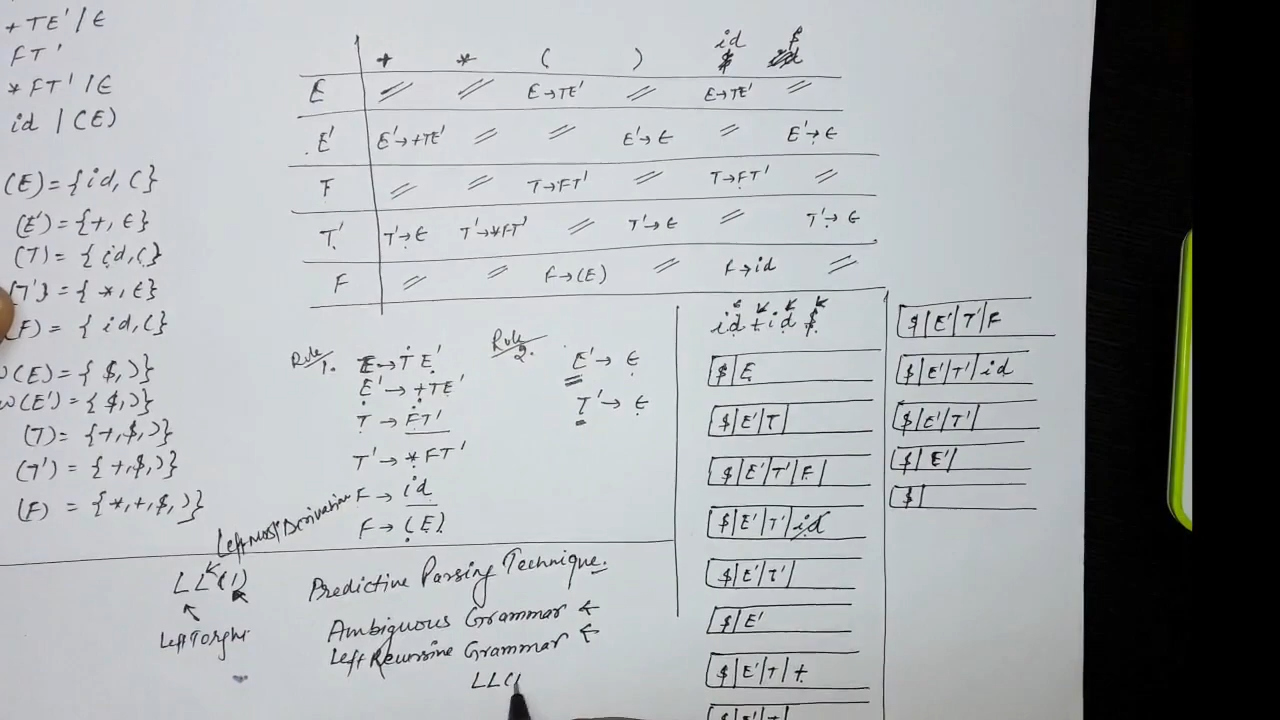 +TE'/ε
FT'
*FT'/ε
id | (E)
(E) = {id, (}
(E') = {+, ε}
(T) = {id, (}
(T') = {*, ε}
(F) = {id, (}
w(E) = {$, )}
w(E') = {$, )}
(T) = {+, $, )}
(T') = {+, $, )}
(F) = {*, +, $, )}
+ * ( ) id $
E = = E→TE' = E→TE' =
E' E'→+TE' = = E'→ε = E'→ε
F = = T→FT' = T→FT' =
T' T'→ε T'→*FT' = T'→ε = T'→ε
F = = F→(E) = F→id =
Rule 1.
E→TE'
E'→+TE'
T→FT'
T'→*FT'
F→id
F→(E)
Rule 2.
E'→ε
T'→ε
id+id $
$|E
$|E'|T|
$|E'|T'|F|
$|E'|T'|id
$|E'|T'|
$|E'
$|E'|T|+
$|E'|T'|F
$|E'|T'|id
$|E'|T'|
$|E'|
$|
Left most Derivation
LL(1)
Left to right
Predictive Parsing Technique.
Ambiguous Grammar ←
Left Recursine Grammar ←
LL(